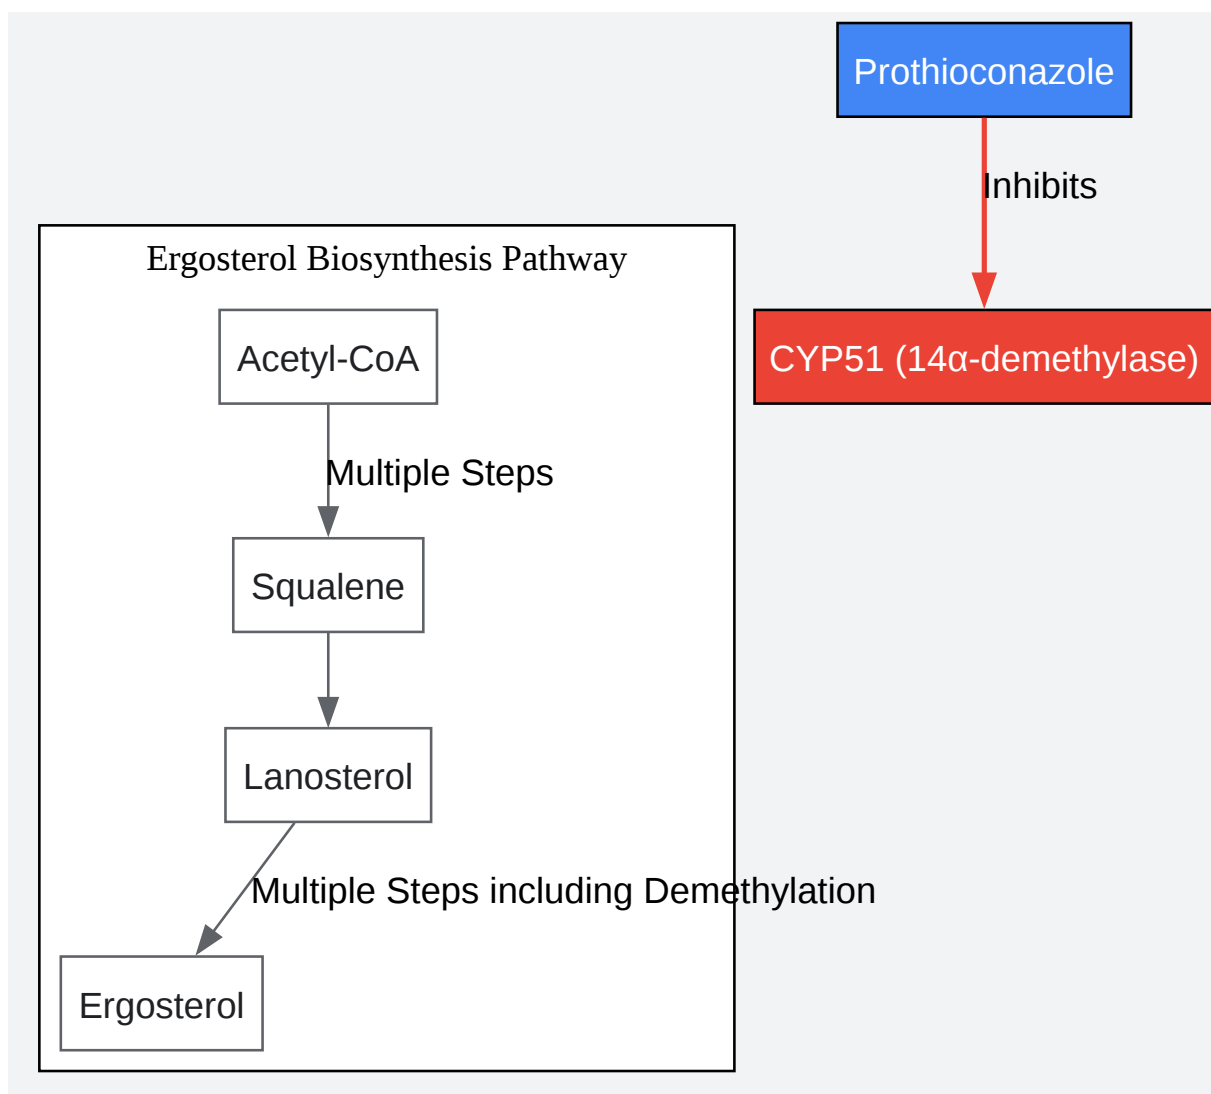 Prothioconazole
Inhibits
Ergosterol Biosynthesis Pathway
Acetyl-CoA
CYP51 (14α-demethylase)
Multiple Steps
Squalene
Lanosterol
Multiple Steps including Demethylation
Ergosterol